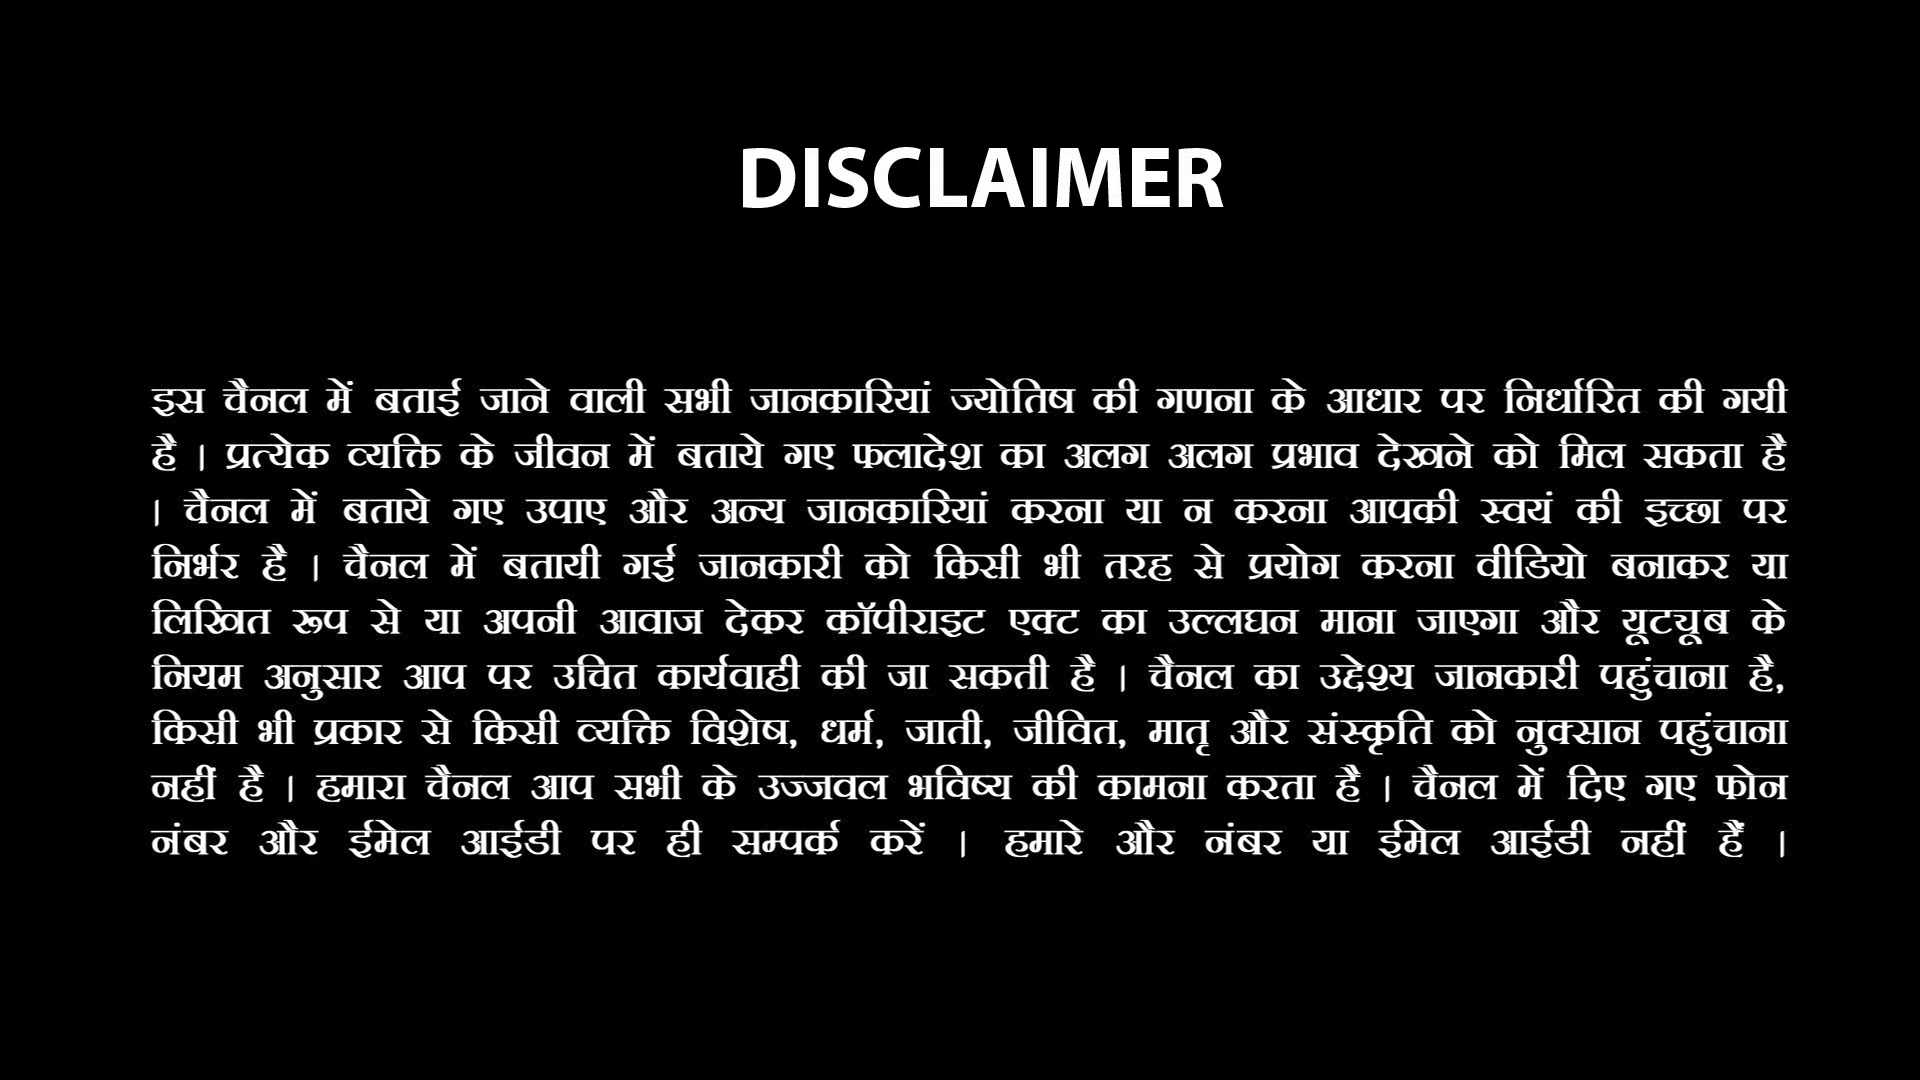 DISCLAIMER
इस चैनल में बताई जाने वाली सभी जानकारियां ज्योतिष की गणना के आधार पर निर्धारित की गयी
है । प्रत्येक व्यक्ति के जीवन में बताये गए फलादेश का अलग अलग प्रभाव देखने को मिल सकता है
। चैनल में बताये गए उपाए और अन्य जानकारियां करना या न करना आपकी स्वयं की इच्छा पर
निर्भर है । चैनल में बतायी गई जानकारी को किसी भी तरह से प्रयोग करना वीडियो बनाकर या
लिखित रूप से या अपनी आवाज देकर कॉपीराइट एक्ट का उल्लघन माना जाएगा और यूटच्यूब के
नियम अनुसार आप पर उचित कार्यवाही की जा सकती है । चैनल का उद्देश्य जानकारी पहुंचाना है,
किसी भी प्रकार से किसी व्यक्ति विशेष, धर्म, जाती, जीवित, मातृ और संस्कृति को नुक्सान पहुंचाना
नहीं है । हमारा चैनल आप सभी के उज्जवल भविष्य की कामना करता है । चैनल में दिए गए फोन
नंबर और ईमेल आईडी पर ही सम्पर्क करें । हमारे और नंबर या ईमेल आईडी नहीं हैं ।